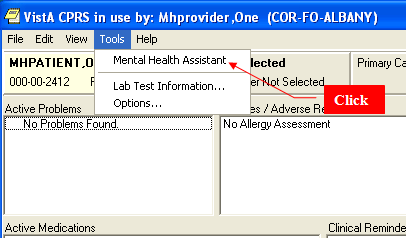 VistA CPRS in use by: Mhprovider,One (COR-FO-ALBANY)
File Edit View Tools Help
MHPATIENT,O
000-00-2412
Mental Health Assistant
Lab Test Information...
Options...
lected
er Not Selected
Primary Ca
Click
Active Problems
es / Adverse Re
No Problems Found.
No Allergy Assessment
Active Medications
Clinical Reminde